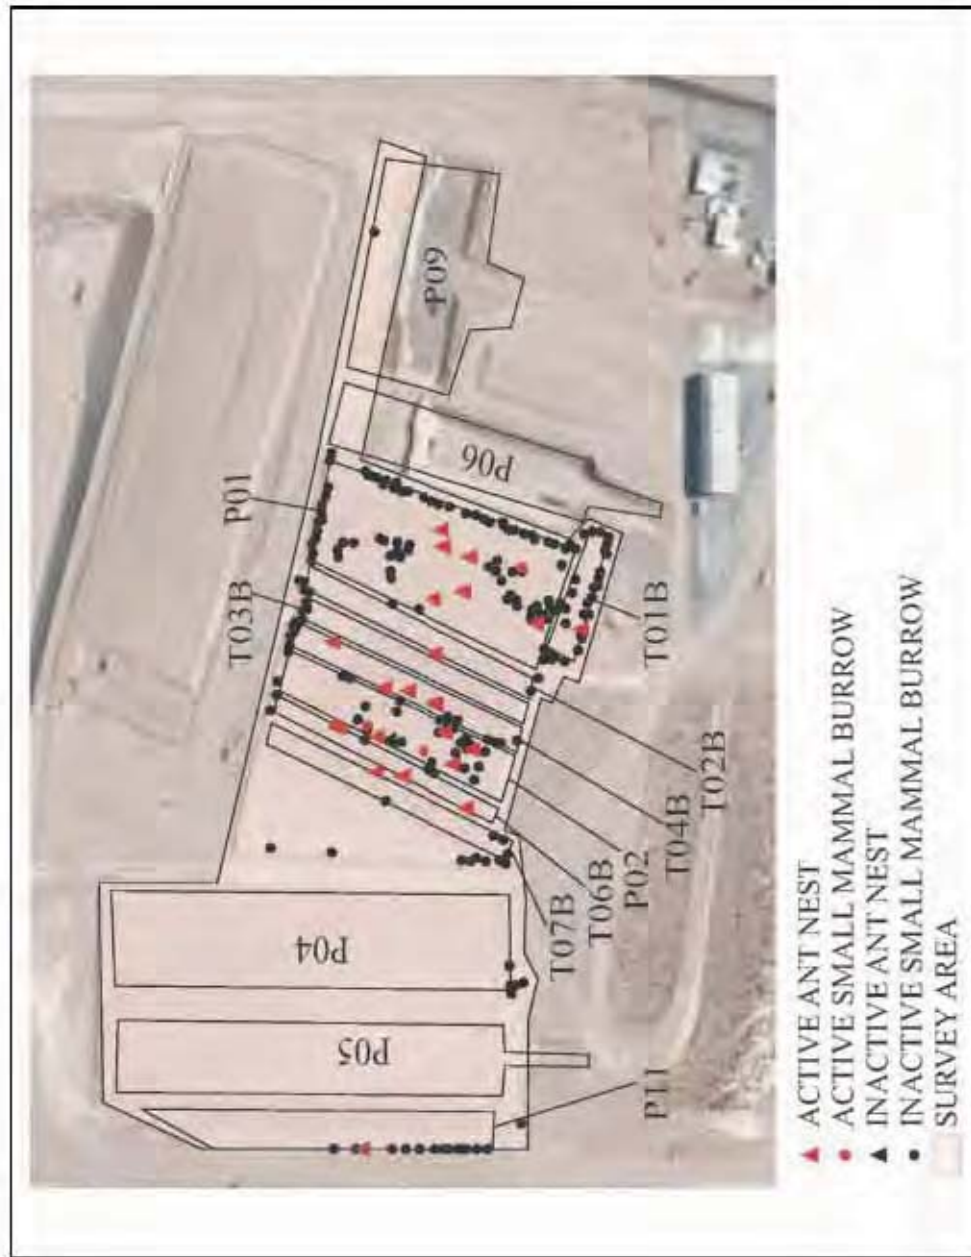 P01
T03B
P09
P06
P04
P05
P11
T07B
T06B
P02
T04B
T02B
T01B
ACTIVE ANT NEST
ACTIVE SMALL MAMMAL BURROW
INACTIVE ANT NEST
INACTIVE SMALL MAMMAL BURROW
SURVEY AREA